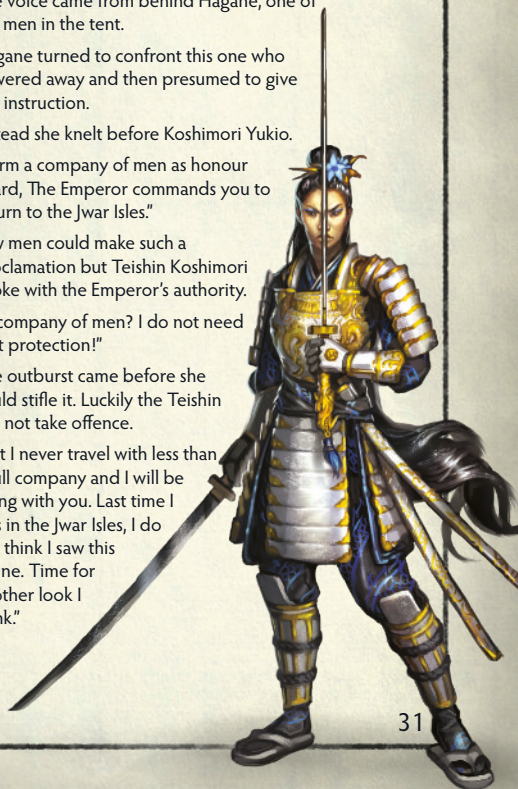 e voice came from behind Hagane, one of
men in the tent.
gane turned to confront this one who
vered away and then presumed to give
instruction.
tead she knelt before Koshimori Yukio.
rm a company of men as honour
ard, The Emperor commands you to
urn to the Jwar Isles.”
w men could make such a
oclamation but Teishin Koshimori
oke with the Emperor’s authority.
company of men? I do not need
t protection!”
e outburst came before she
uld stifle it. Luckily the Teishin
not take offence.
t I never travel with less than
ull company and I will be
ng with you. Last time I
s in the Jwar Isles, I do
think I saw this
ne. Time for
other look I
nk.”
31